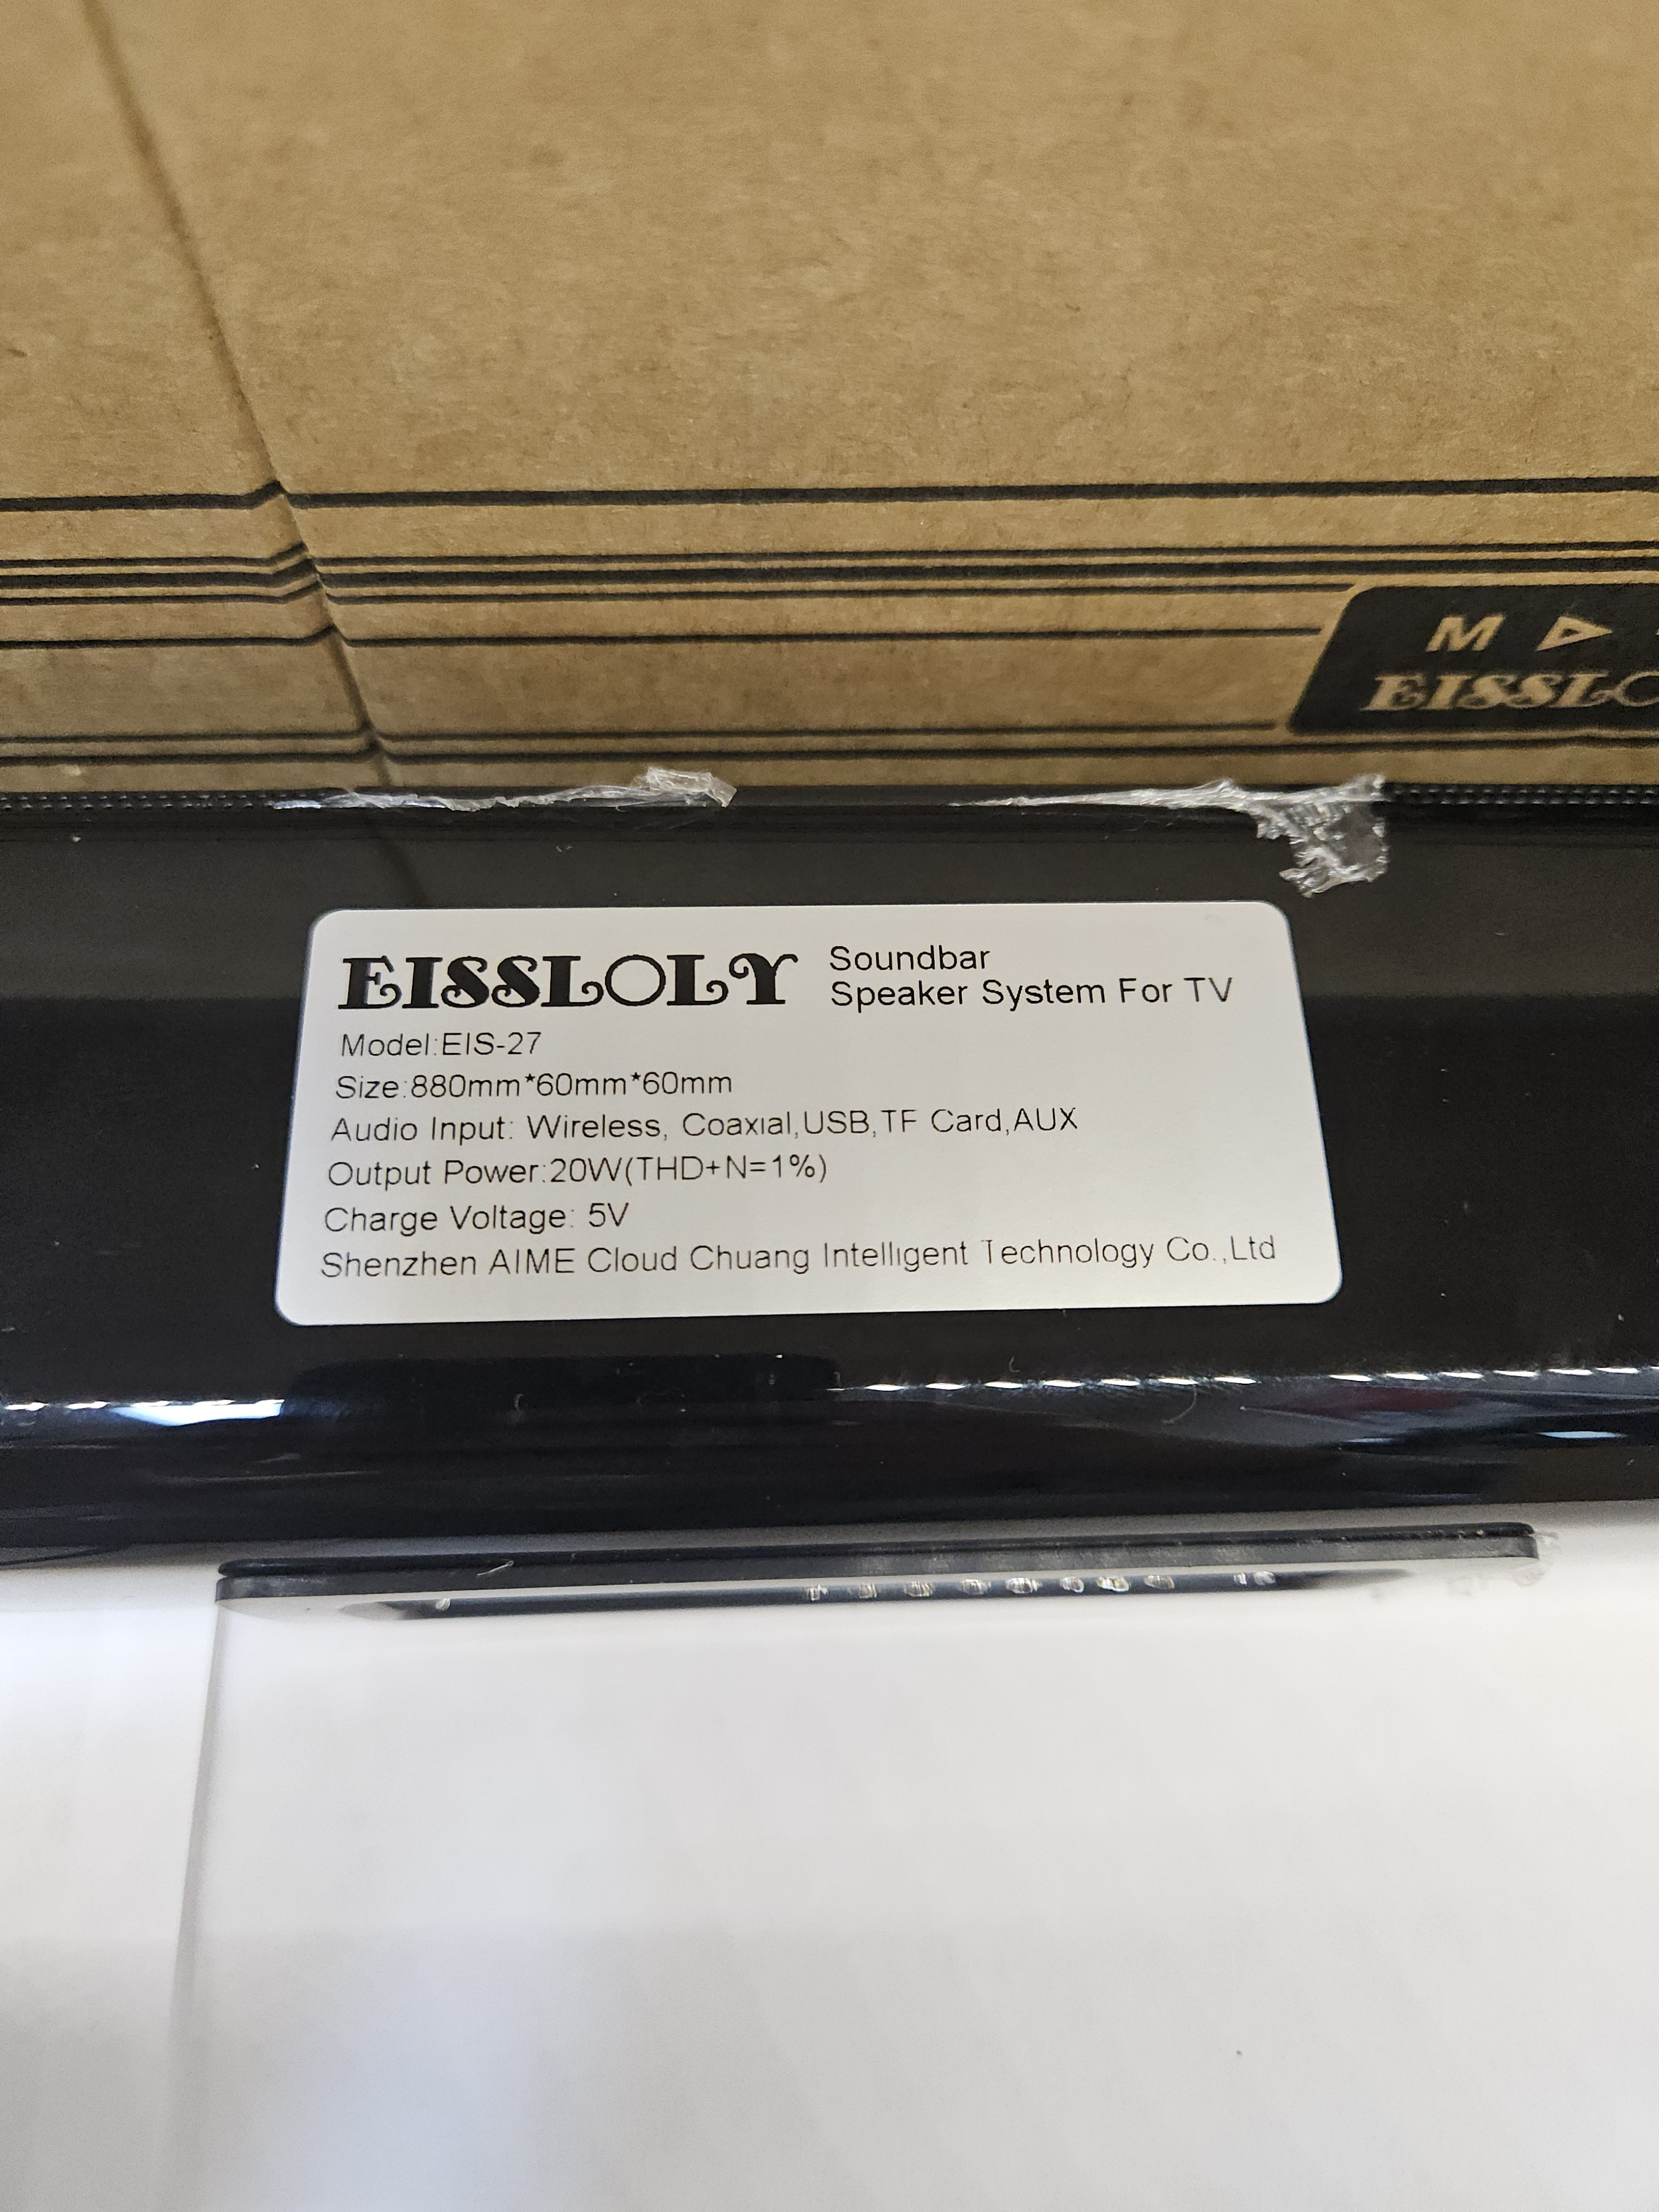 M
EISSL
EISSLOLY Soundbar
Speaker System For TV
Model:EIS-27
Size:880mm*60mm*60mm
Audio Input: Wireless, Coaxial,USB,TF Card,AUX
Output Power:20W(THD+N=1%)
Charge Voltage: 5V
Shenzhen AIME Cloud Chuang Intelligent Technology Co.,Ltd